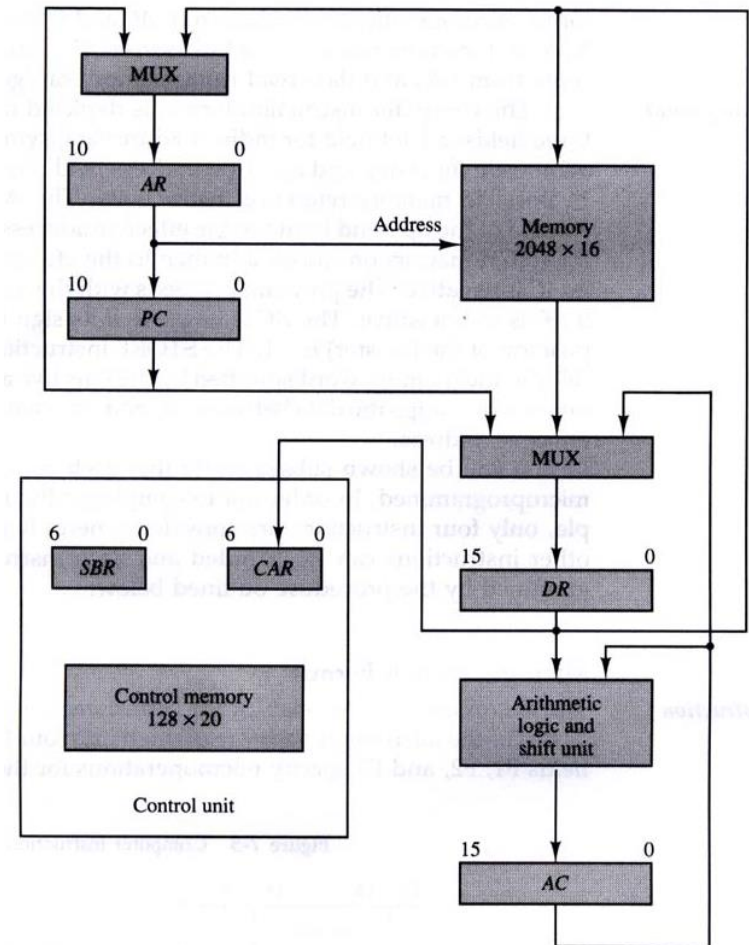 MUX
10 0
AR
Address
Memory
2048 × 16
10 0
PC
MUX
6 0 6 0
SBR CAR
15 0
DR
Control memory
128 × 20
Arithmetic
logic and
shift unit
Control unit
15 0
AC